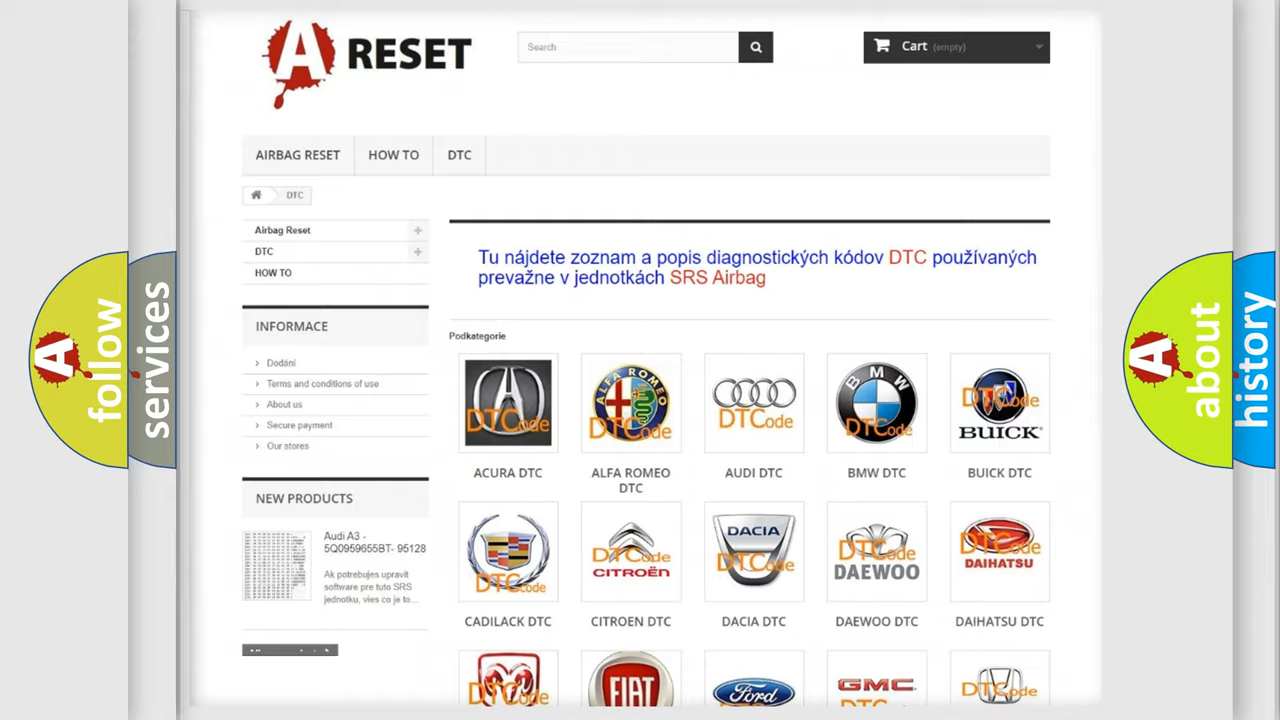 A RESET
Search
Cart (empty)
AIRBAG RESET
HOW TO
DTC
DTC
Airbag Reset
DTC
HOW TO
Tu nájdete zoznam a popis diagnostických kódov DTC používaných
prevažne v jednotkách SRS Airbag
INFORMACE
Dodání
Terms and conditions of use
About us
Secure payment
Our stores
NEW PRODUCTS
Audi A3 -
5Q0959655BT- 95128
Ak potrebujes upravit
software pre tuto SRS
jednotku, vies co je to...
Podkategorie
DTCode
ALFA ROMEO
DTCode
DTCode
BMW
DTCode
DTCode
BUICK
ACURA DTC
ALFA ROMEO
DTC
AUDI DTC
BMW DTC
BUICK DTC
DTCode
DTCode
CITROËN
DACIA
DTCode
DTCode
DAEWOO
DTCode
DAIHATSU
CADILACK DTC
CITROEN DTC
DACIA DTC
DAEWOO DTC
DAIHATSU DTC
DTCode
FIAT
Ford
GMC
DTCode
A follow
services
A about
history